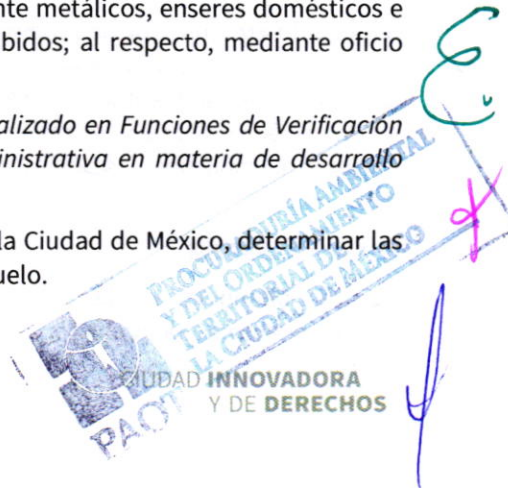 nte metálicos, enseres domésticos e
bidos; al respecto, mediante oficio
alizado en Funciones de Verificación
inistrativa en materia de desarrollo
la Ciudad de México, determinar las
uelo.
PROCURADURÍA AMBIENTAL
Y DEL ORDENAMIENTO
TERRITORIAL DE
LA CIUDAD DE MÉXICO
PAOT
CIUDAD INNOVADORA
Y DE DERECHOS